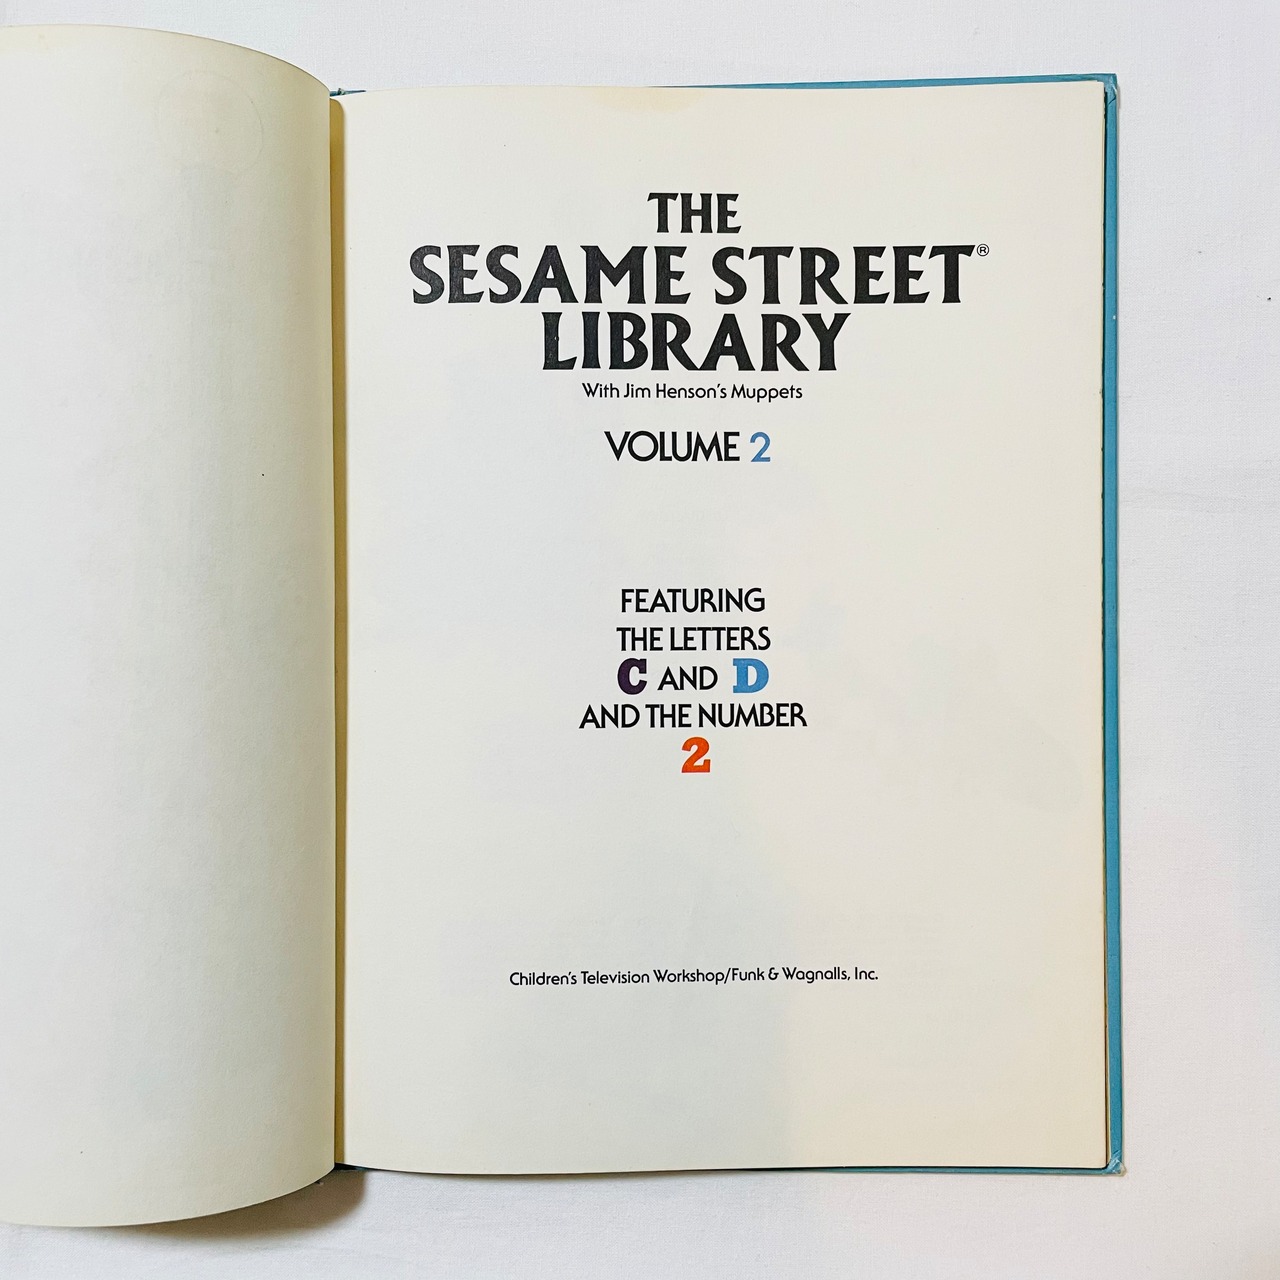 THE
SESAME STREET®
LIBRARY
With Jim Henson's Muppets
VOLUME 2
FEATURING
THE LETTERS
C AND D
AND THE NUMBER
2
Children's Television Workshop/Funk & Wagnalls, Inc.